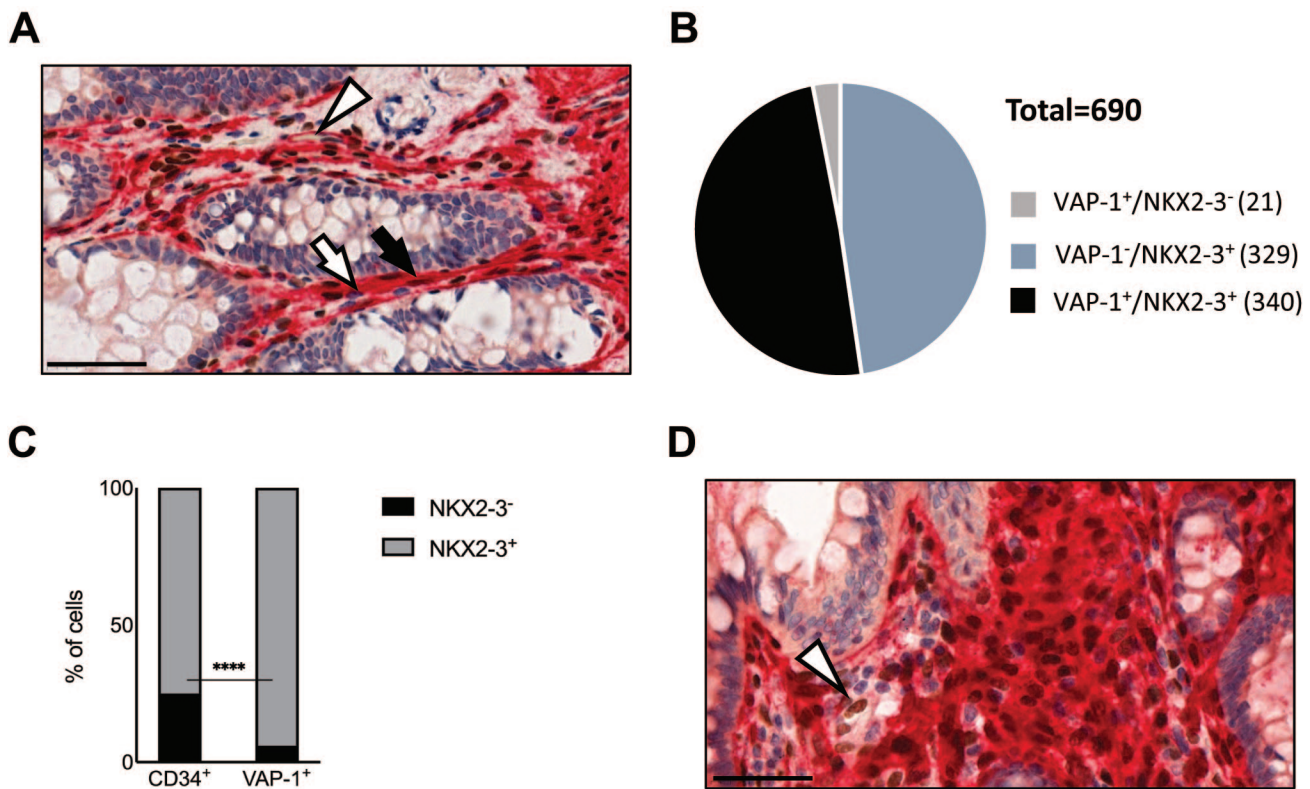 A
B
Total=690
VAP-1⁺/NKX2-3⁻ (21)
VAP-1⁻/NKX2-3⁺ (329)
VAP-1⁺/NKX2-3⁺ (340)
C
100
50
0
% of cells
****
CD34⁺
VAP-1⁺
NKX2-3⁻
NKX2-3⁺
D